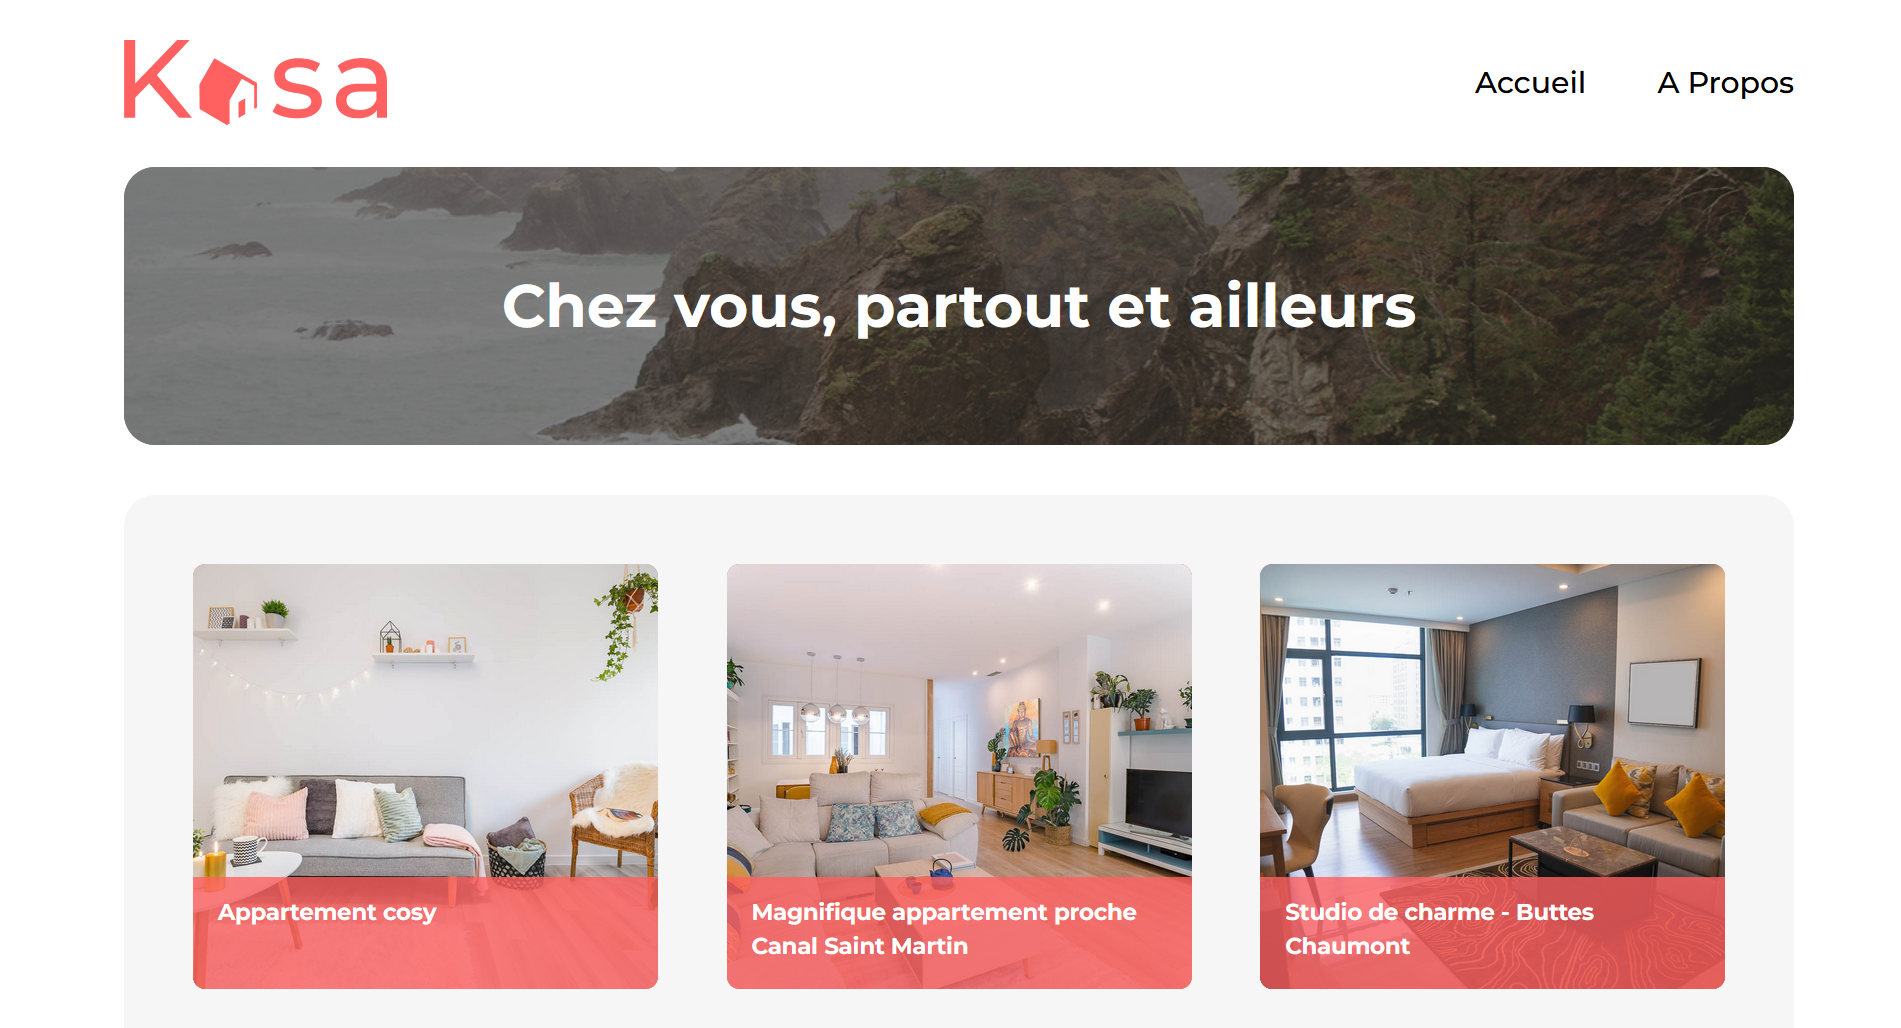 Kasa
Accueil
A Propos
Chez vous, partout et ailleurs
Appartement cosy
Magnifique appartement proche
Canal Saint Martin
Studio de charme - Buttes
Chaumont